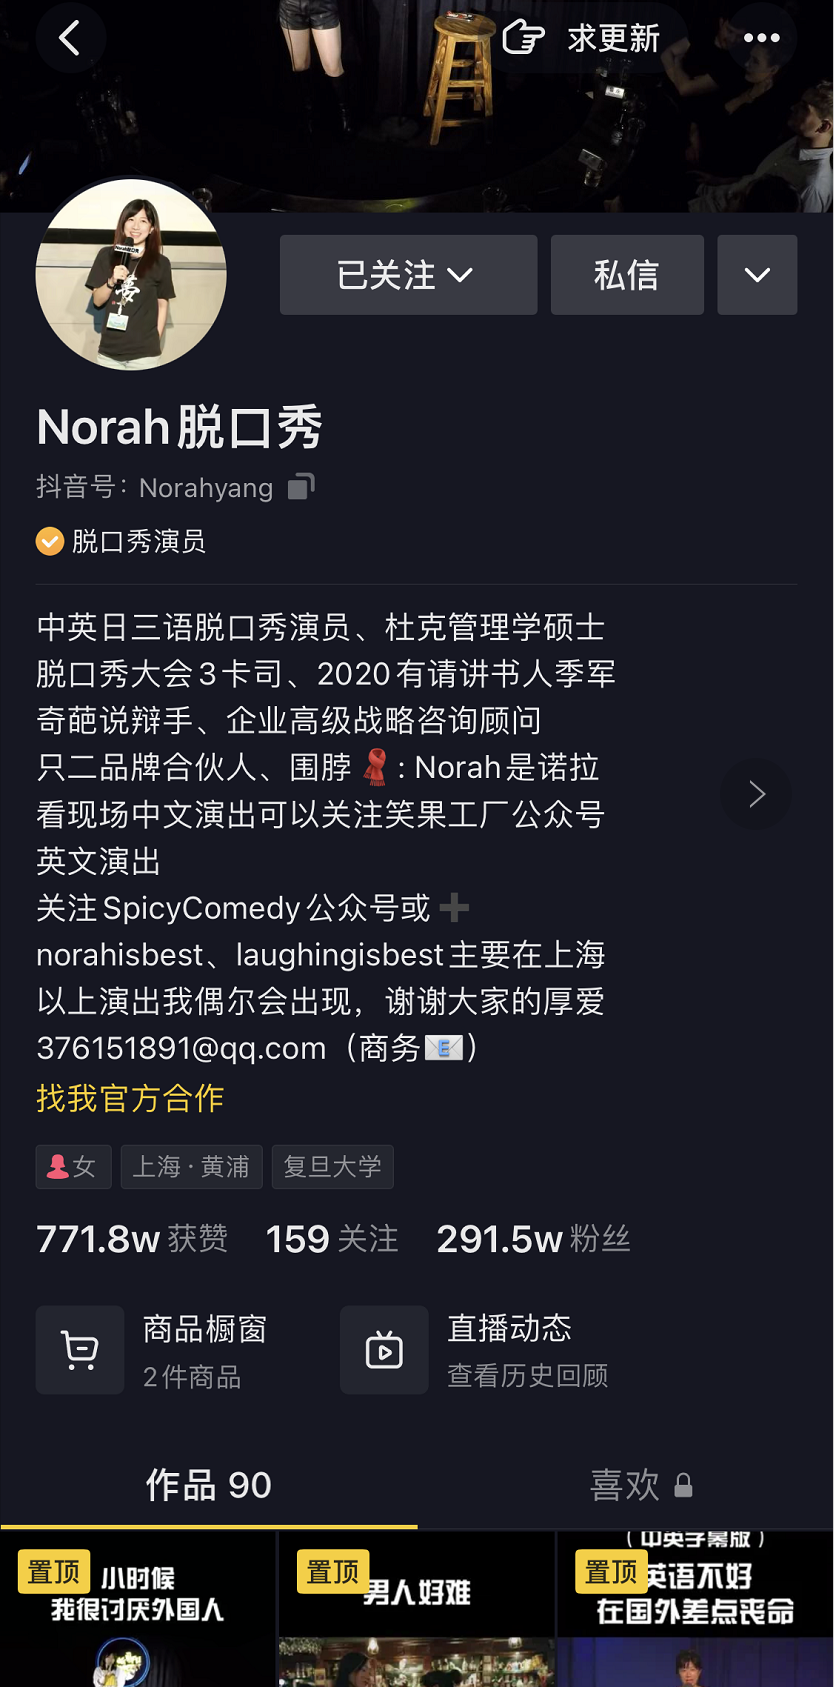 求更新
已关注
私信
Norah脱口秀
抖音号：Norahyang
脱口秀演员
中英日三语脱口秀演员、杜克管理学硕士
脱口秀大会3卡司、2020有请讲书人季军
奇葩说辩手、企业高级战略咨询顾问
只二品牌合伙人、围脖🧣: Norah是诺拉
看现场中文演出可以关注笑果工厂公众号
英文演出
关注SpicyComedy公众号或➕
norahisbest、laughingisbest主要在上海
以上演出我偶尔会出现，谢谢大家的厚爱
376151891@qq.com（商务📧）
找我官方合作
女 上海·黄浦 复旦大学
771.8w获赞 159关注 291.5w粉丝
商品橱窗
2件商品
直播动态
查看历史回顾
作品 90
喜欢
置顶
小时候
我很讨厌外国人
置顶
男人好难
（中英字幕版）
置顶
英语不好
在国外差点丧命